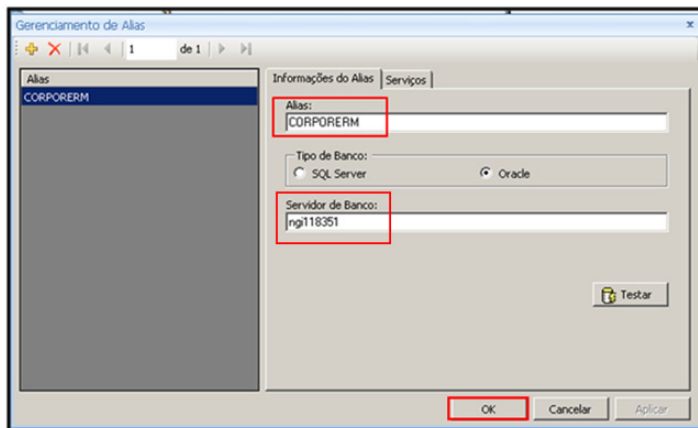 Gerenciamento de Alias
1 de 1
Alias
CORPORERM
Informações do Alias Serviços
Alias:
CORPORERM
Tipo de Banco:
SQL Server Oracle
Servidor de Banco:
ngi118351
Testar
OK Cancelar Aplicar